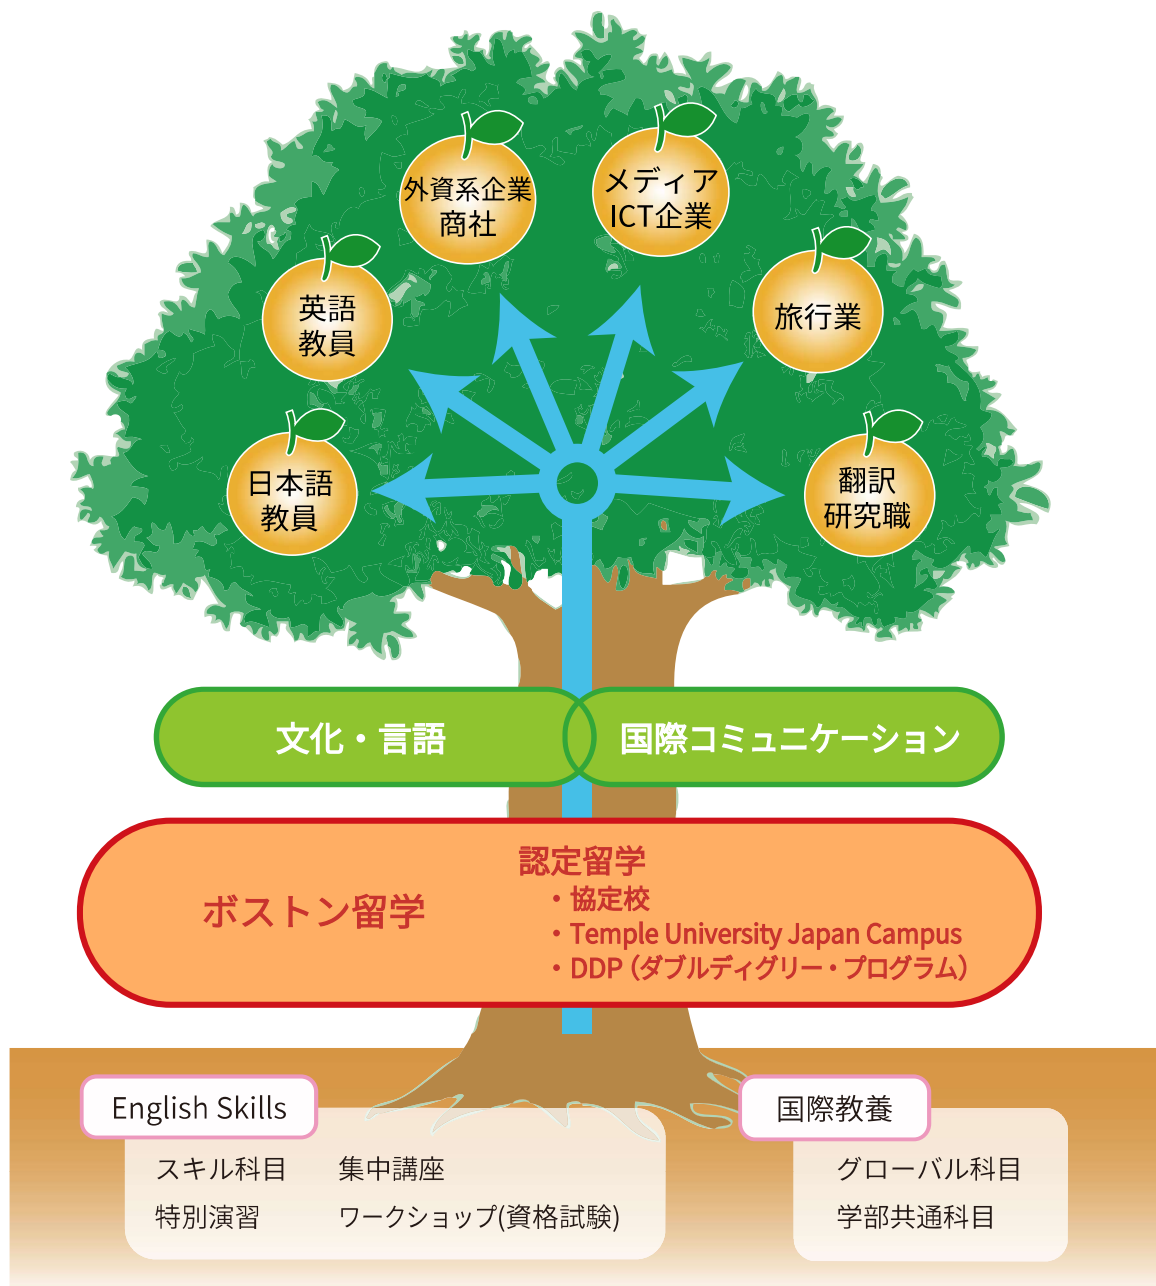 外資系企業
商社
メディア
ICT企業
英語
教員
旅行業
日本語
教員
翻訳
研究職
文化・言語
国際コミュニケーション
ボストン留学
認定留学
・協定校
・Temple University Japan Campus
・DDP（ダブルディグリー・プログラム）
English Skills
スキル科目
集中講座
特別演習
ワークショップ(資格試験)
国際教養
グローバル科目
学部共通科目